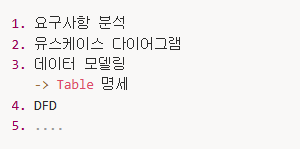 1. 요구사항 분석
2. 유스케이스 다이어그램
3. 데이터 모델링
-> Table 명세
4. DFD
5. ....